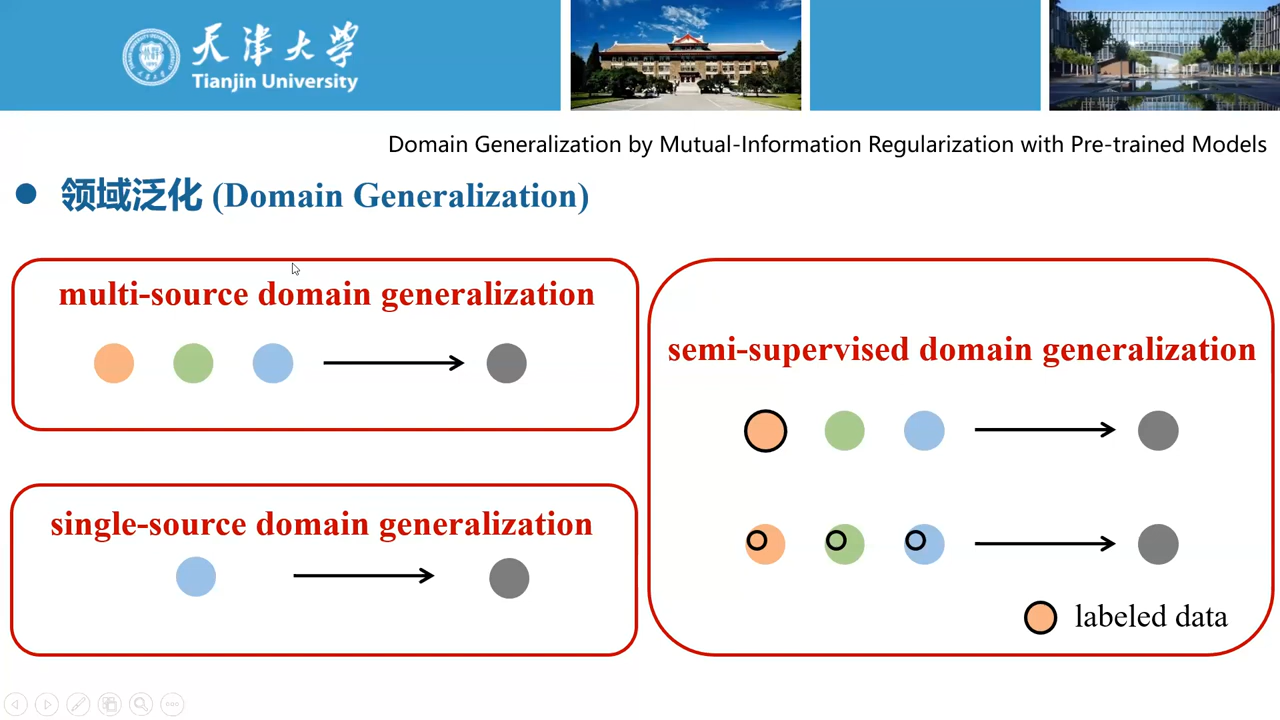 天津大学
Tianjin University
Domain Generalization by Mutual-Information Regularization with Pre-trained Models
领域泛化 (Domain Generalization)
multi-source domain generalization
single-source domain generalization
semi-supervised domain generalization
labeled data